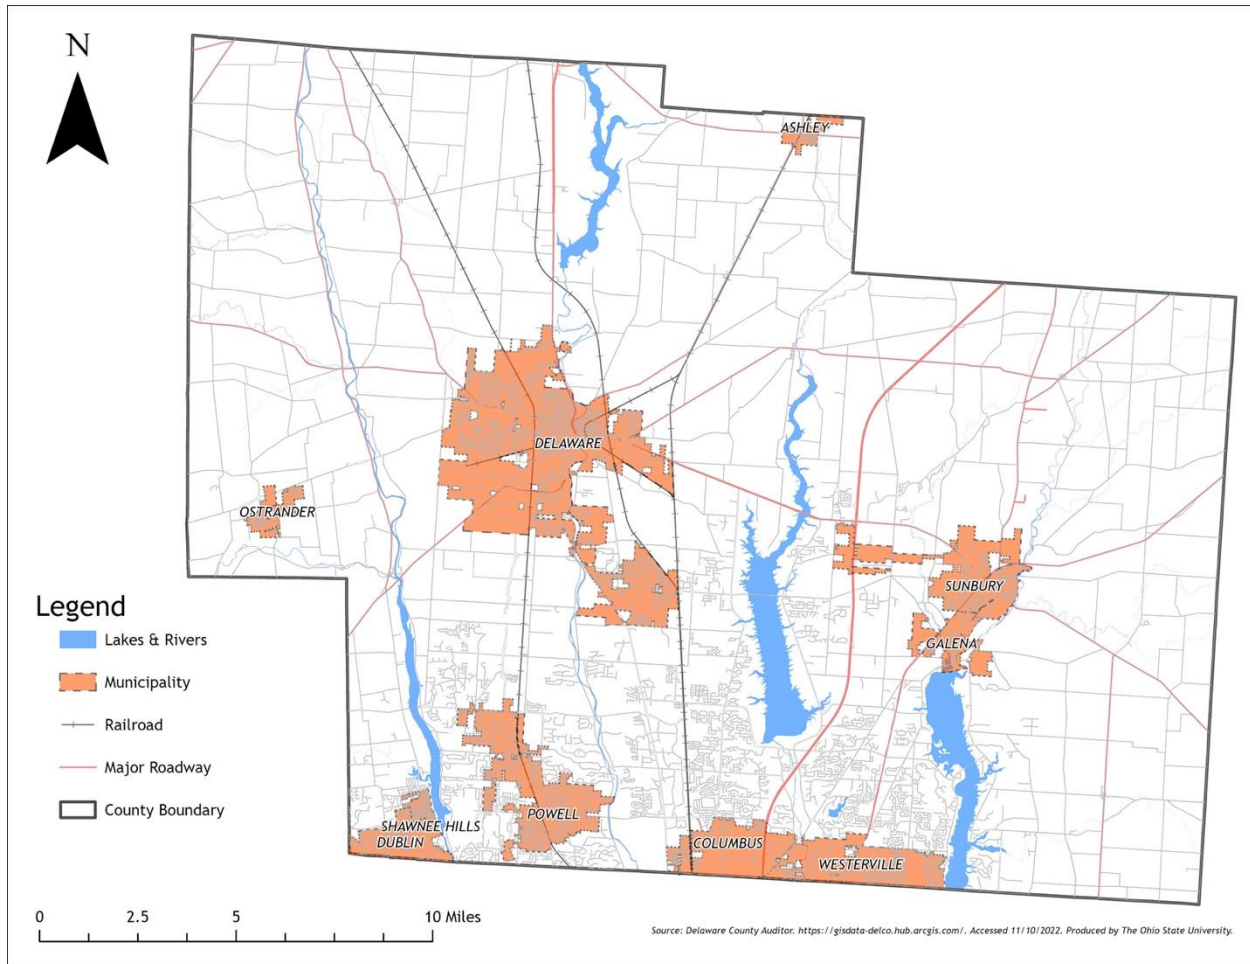 N
ASHLEY
DELAWARE
OSTRANDER
SUNBURY
GALENA
Legend
Lakes & Rivers
Municipality
Railroad
Major Roadway
County Boundary
POWELL
SHAWNEE HILLS
DUBLIN
COLUMBUS
WESTERVILLE
0 2.5 5 10 Miles
Source: Delaware County Auditor. https://gisdata-delco.hub.arcgis.com/. Accessed 11/10/2022. Produced by The Ohio State University.